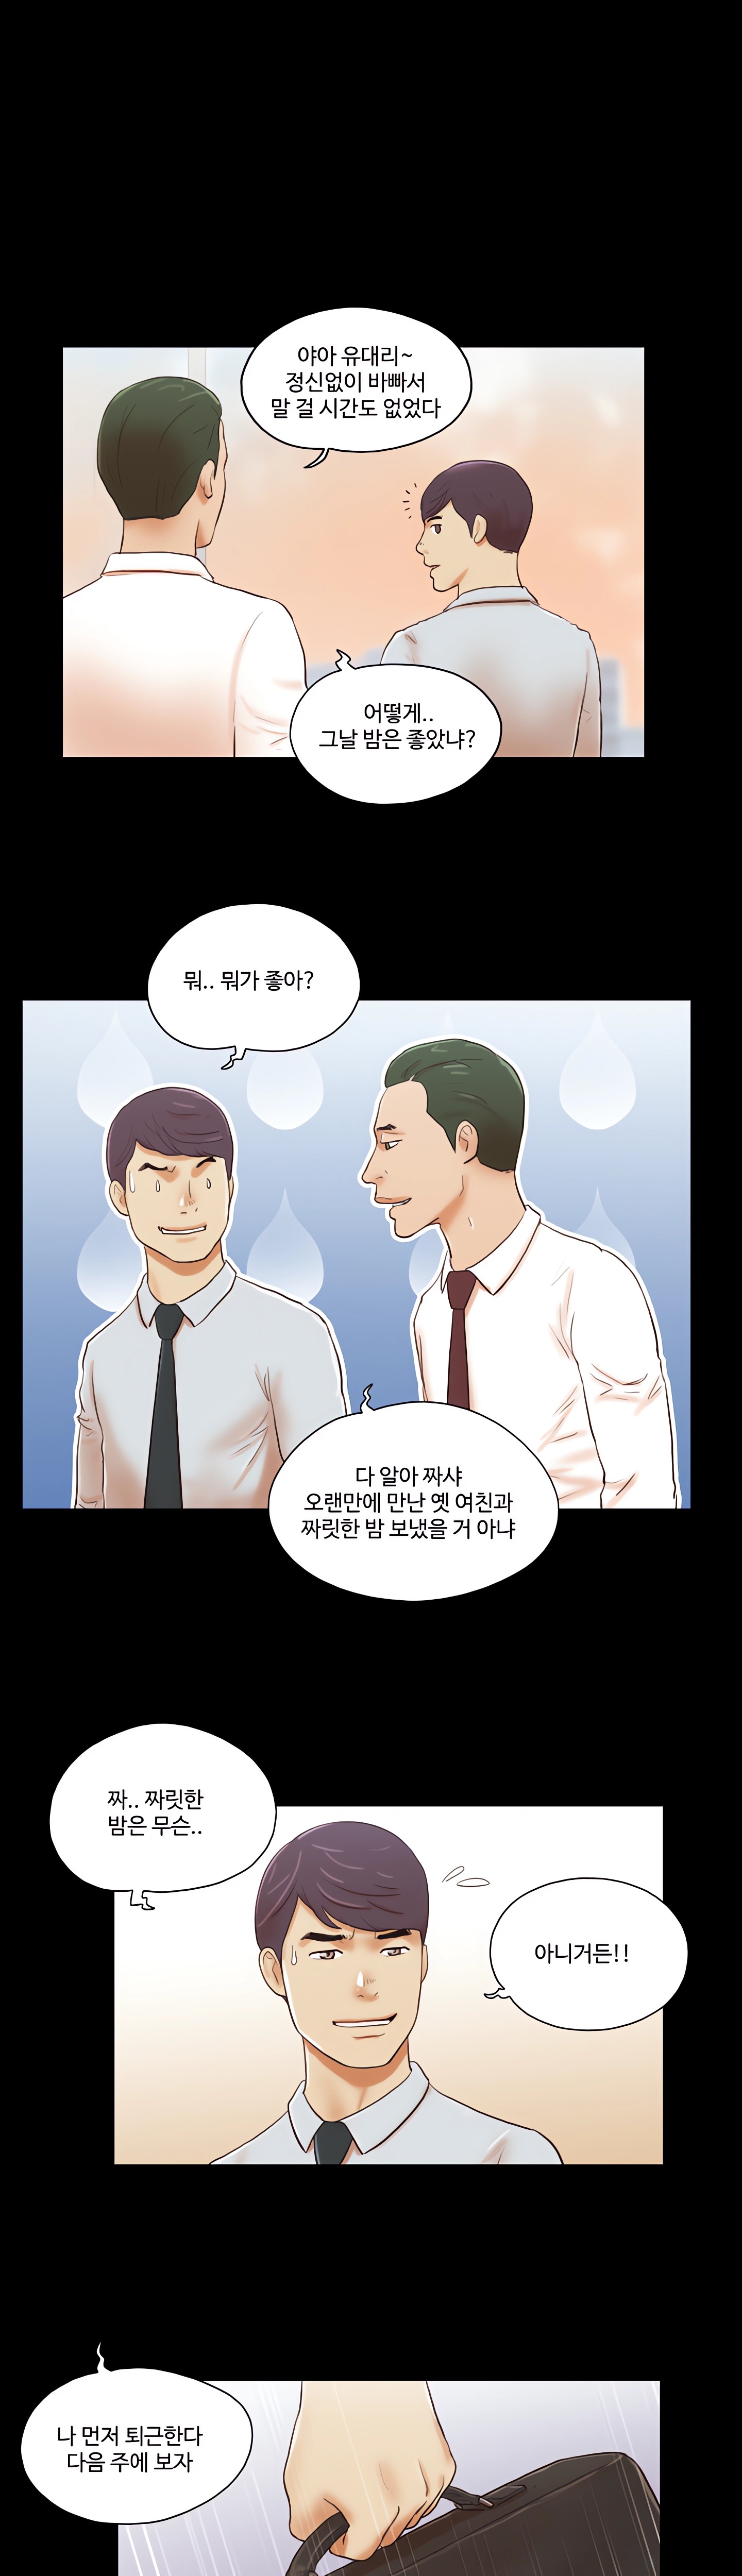 야아 유대리~
정신없이 바빠서
말 걸 시간도 없었다
어떻게..
그날 밤은 좋았냐?
뭐.. 뭐가 좋아?
다 알아 짜샤
오랜만에 만난 옛 여친과
짜릿한 밤 보냈을 거 아냐
짜.. 짜릿한
밤은 무슨..
아니거든!!
나 먼저 퇴근한다
다음 주에 보자